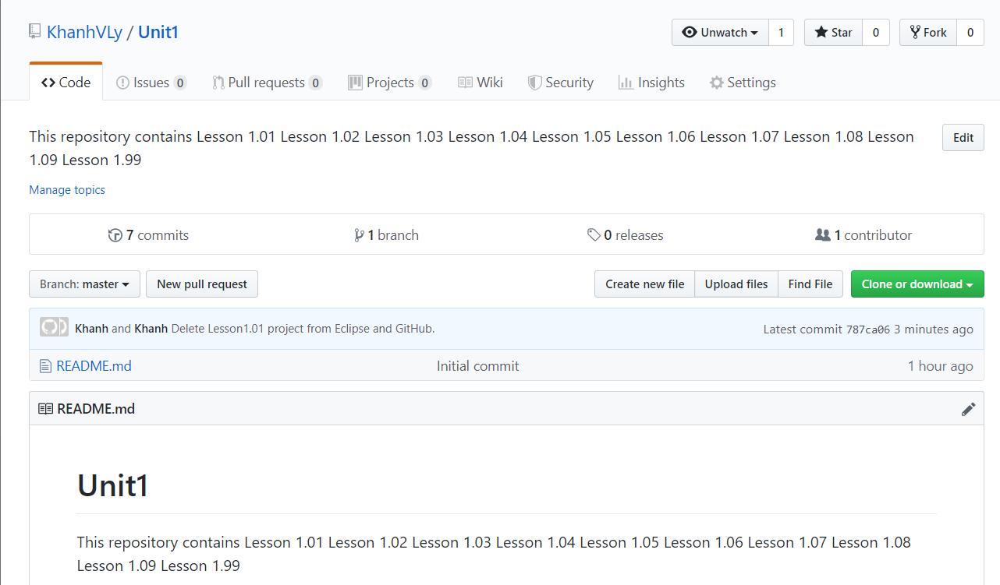 KhanhVLy / Unit1 Unwatch 1 Star 0 Fork 0
Code Issues 0 Pull requests 0 Projects 0 Wiki Security Insights Settings
This repository contains Lesson 1.01 Lesson 1.02 Lesson 1.03 Lesson 1.04 Lesson 1.05 Lesson 1.06 Lesson 1.07 Lesson 1.08 Lesson
1.09 Lesson 1.99
Edit
Manage topics
7 commits 1 branch 0 releases 1 contributor
Branch: master New pull request Create new file Upload files Find File Clone or download
Khanh and Khanh Delete Lesson1.01 project from Eclipse and GitHub. Latest commit 787ca06 3 minutes ago
README.md Initial commit 1 hour ago
README.md
Unit1
This repository contains Lesson 1.01 Lesson 1.02 Lesson 1.03 Lesson 1.04 Lesson 1.05 Lesson 1.06 Lesson 1.07 Lesson 1.08
Lesson 1.09 Lesson 1.99